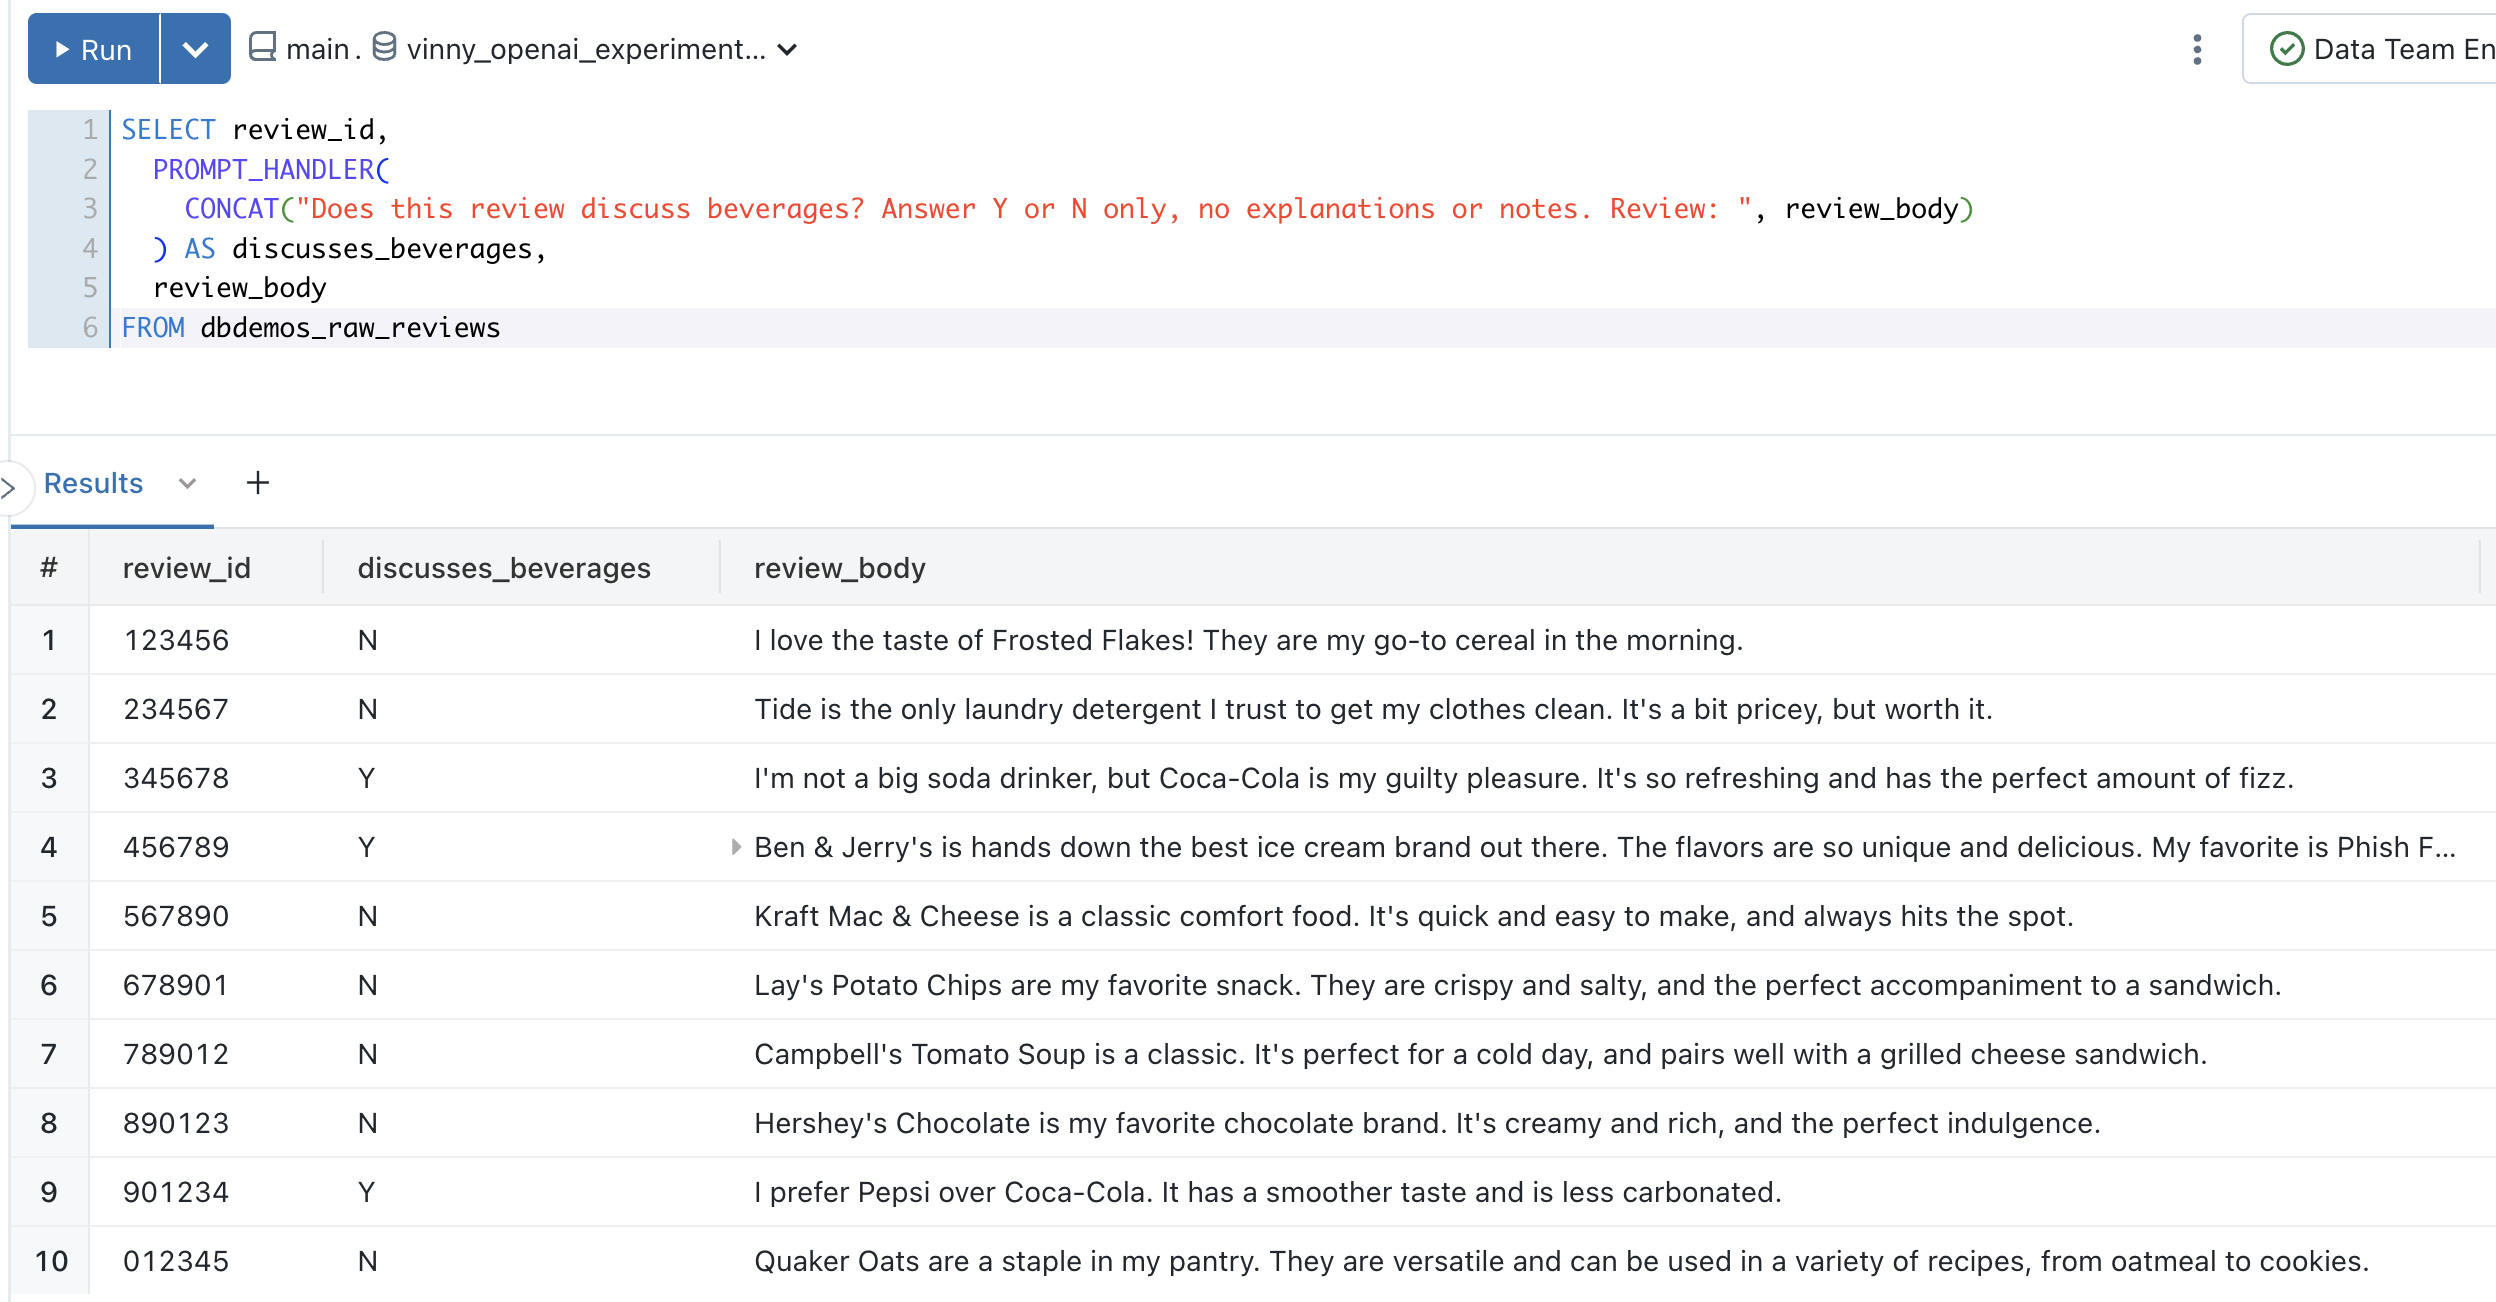 Run main. vinny_openai_experiment... Data Team En
1 SELECT review_id,
2 PROMPT_HANDLER(
3 CONCAT("Does this review discuss beverages? Answer Y or N only, no explanations or notes. Review: ", review_body)
4 ) AS discusses_beverages,
5 review_body
6 FROM dbdemos_raw_reviews
Results +
# review_id discusses_beverages review_body
1 123456 N I love the taste of Frosted Flakes! They are my go-to cereal in the morning.
2 234567 N Tide is the only laundry detergent I trust to get my clothes clean. It's a bit pricey, but worth it.
3 345678 Y I'm not a big soda drinker, but Coca-Cola is my guilty pleasure. It's so refreshing and has the perfect amount of fizz.
4 456789 Y Ben & Jerry's is hands down the best ice cream brand out there. The flavors are so unique and delicious. My favorite is Phish F...
5 567890 N Kraft Mac & Cheese is a classic comfort food. It's quick and easy to make, and always hits the spot.
6 678901 N Lay's Potato Chips are my favorite snack. They are crispy and salty, and the perfect accompaniment to a sandwich.
7 789012 N Campbell's Tomato Soup is a classic. It's perfect for a cold day, and pairs well with a grilled cheese sandwich.
8 890123 N Hershey's Chocolate is my favorite chocolate brand. It's creamy and rich, and the perfect indulgence.
9 901234 Y I prefer Pepsi over Coca-Cola. It has a smoother taste and is less carbonated.
10 012345 N Quaker Oats are a staple in my pantry. They are versatile and can be used in a variety of recipes, from oatmeal to cookies.